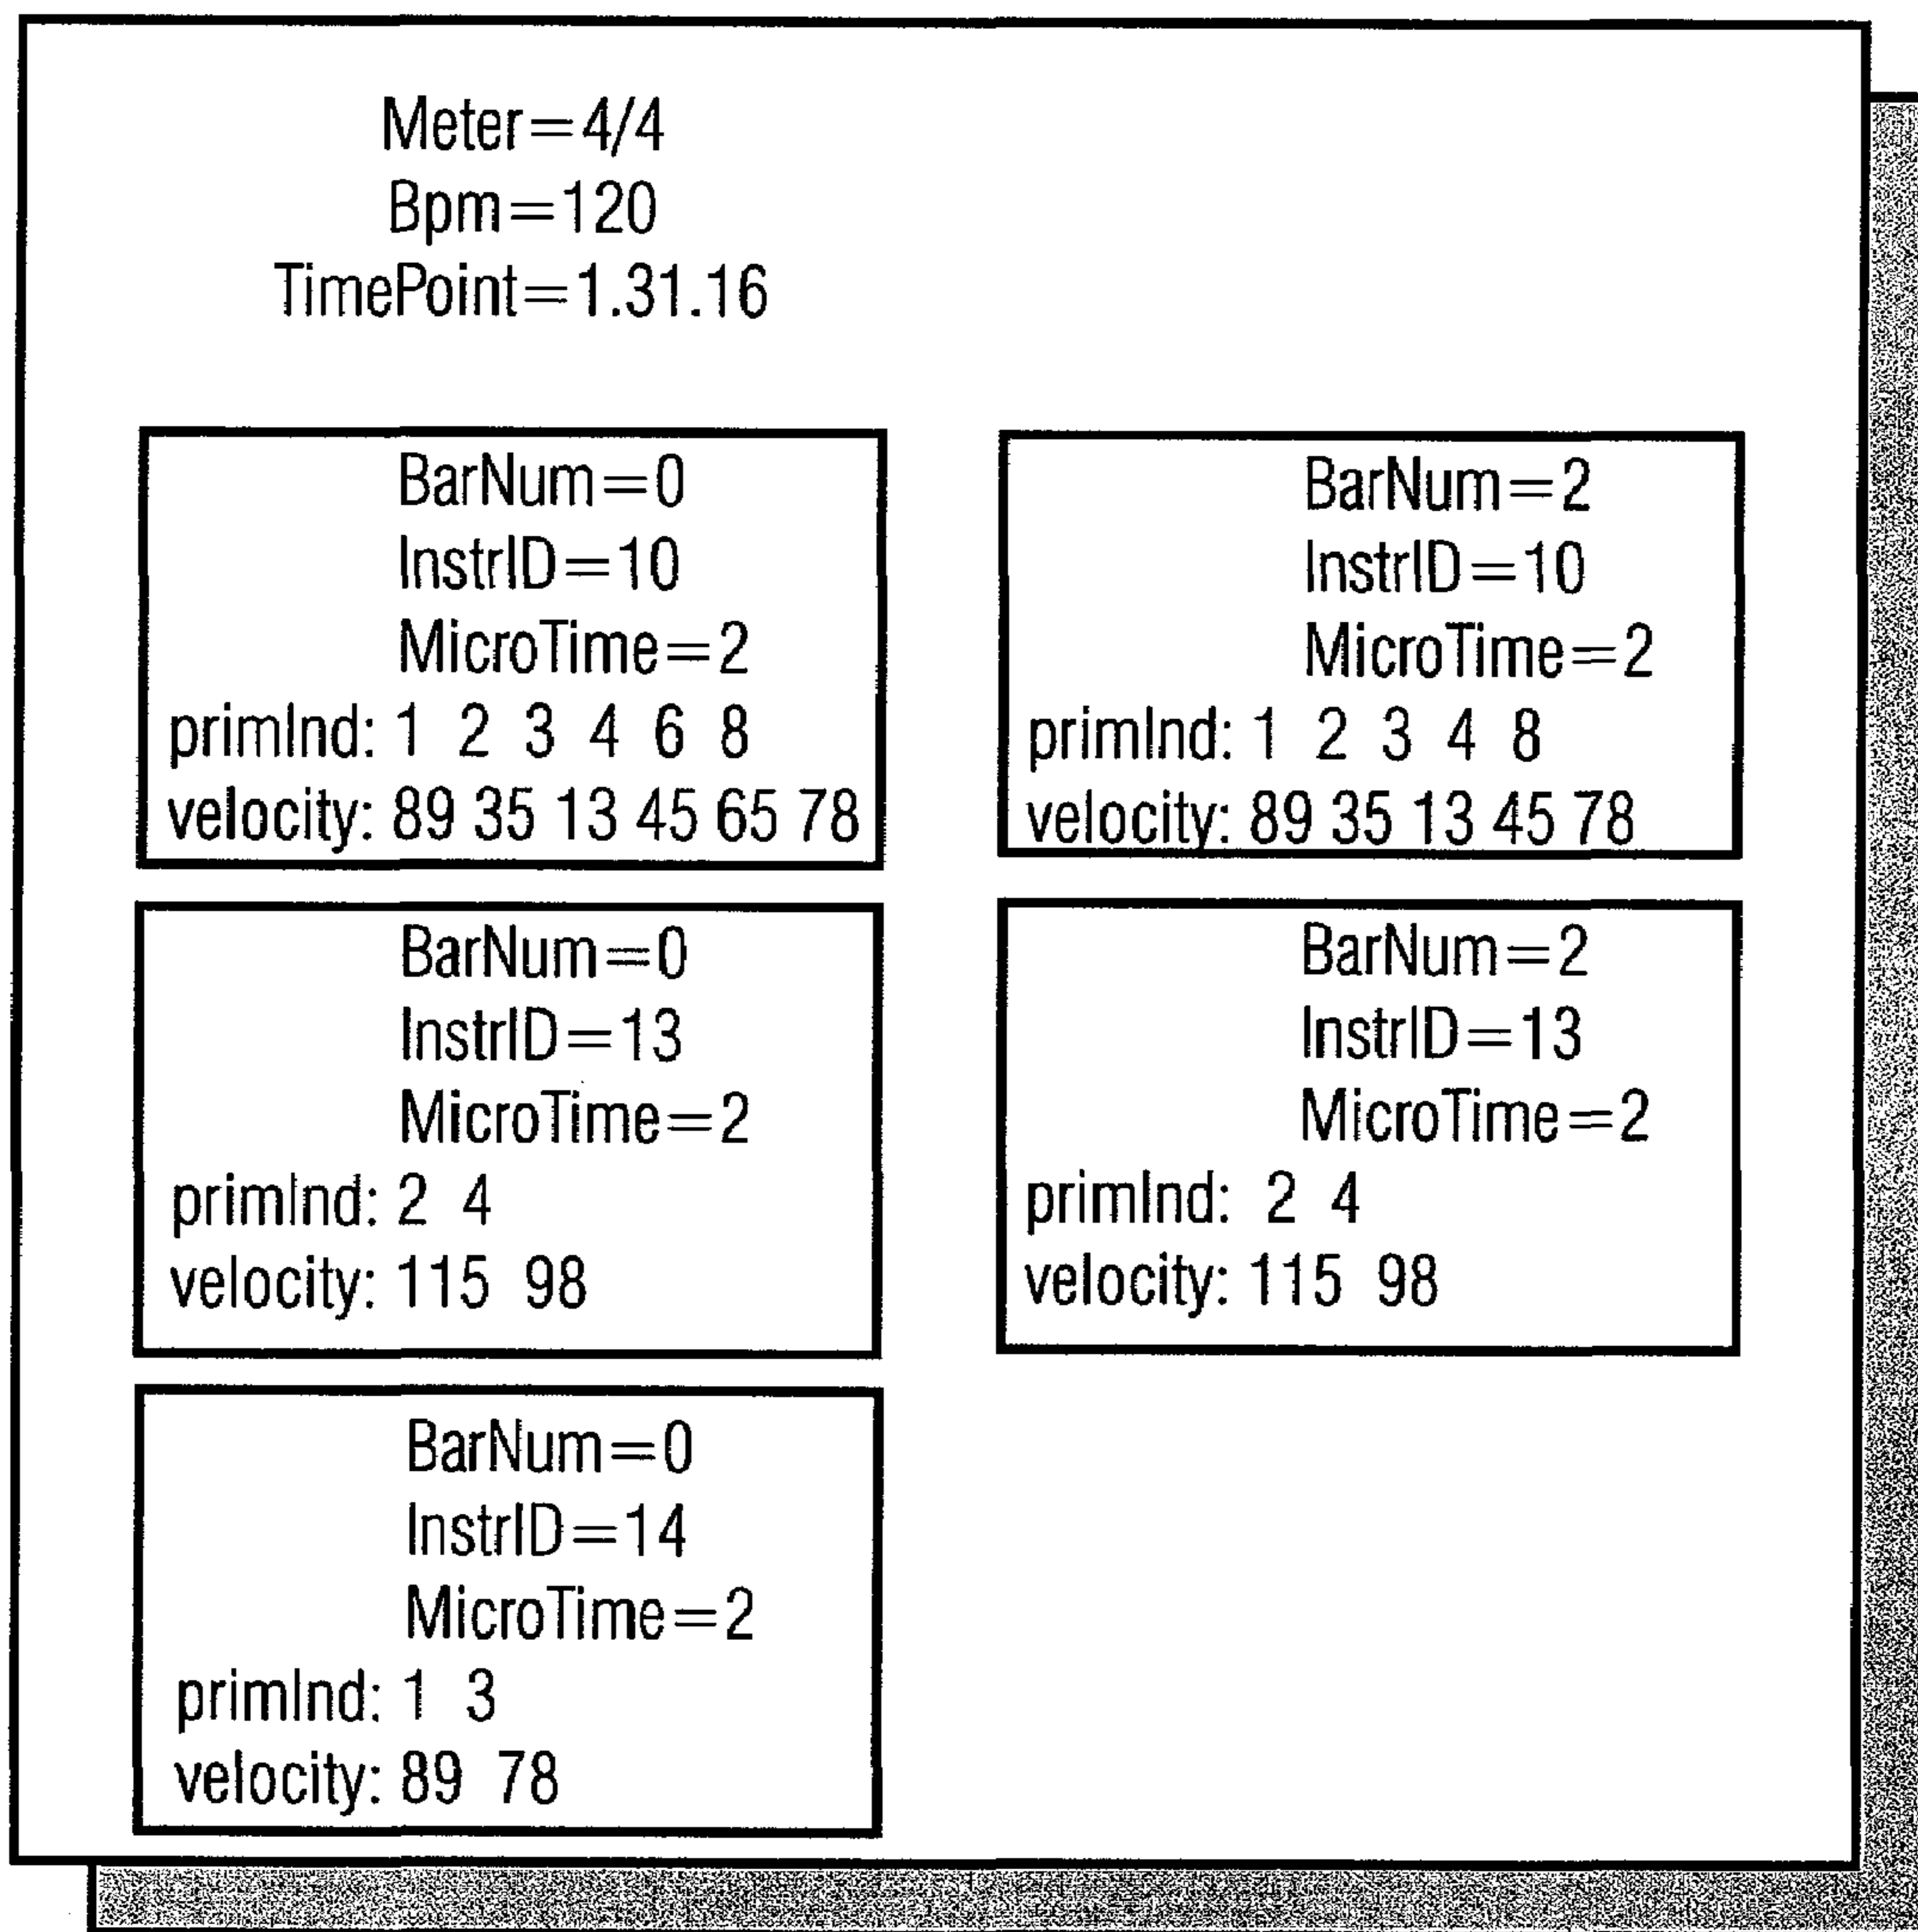 Meter=4/4
Bpm=120
TimePoint=1.31.16
BarNum=0
InstrID=10
MicroTime=2
primInd: 1 2 3 4 6 8
velocity: 89 35 13 45 65 78
BarNum=2
InstrID=10
MicroTime=2
primInd: 1 2 3 4 8
velocity: 89 35 13 45 78
BarNum=0
InstrID=13
MicroTime=2
primInd: 2 4
velocity: 115 98
BarNum=2
InstrID=13
MicroTime=2
primInd: 2 4
velocity: 115 98
BarNum=0
InstrID=14
MicroTime=2
primInd: 1 3
velocity: 89 78